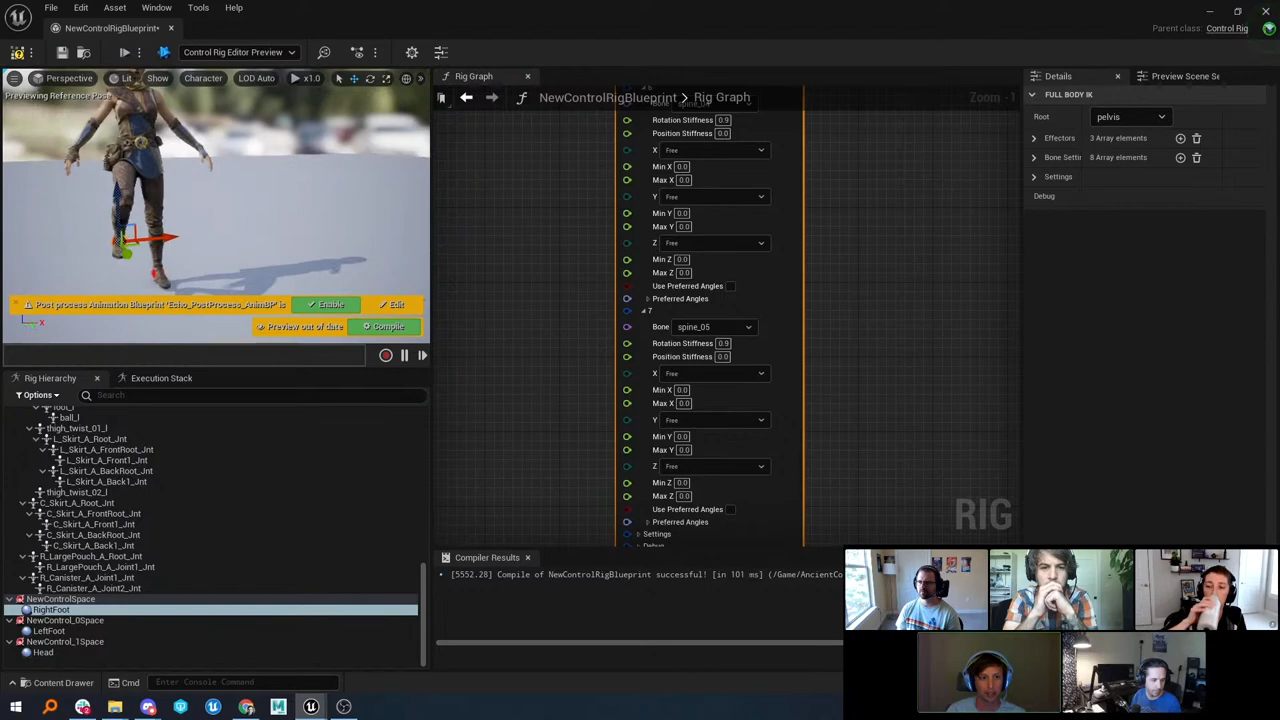 File Edit Asset Window Tools Help
NewControlRigBlueprint*
Parent class: Control Rig
Control Rig Editor Preview
Perspective Lit Show Character LOD Auto x1.0
Previewing Reference Pose
Post process Animation Blueprint 'Echo_PostProcess_AnimBP' is
Enable
Edit
Preview out of date
Compile
X
Rig Hierarchy
Execution Stack
Options
Search
foot_l
ball_l
thigh_twist_01_l
L_Skirt_A_Root_Jnt
L_Skirt_A_FrontRoot_Jnt
L_Skirt_A_Front1_Jnt
L_Skirt_A_BackRoot_Jnt
L_Skirt_A_Back1_Jnt
thigh_twist_02_l
C_Skirt_A_Root_Jnt
C_Skirt_A_FrontRoot_Jnt
C_Skirt_A_Front1_Jnt
C_Skirt_A_BackRoot_Jnt
C_Skirt_A_Back1_Jnt
R_LargePouch_A_Root_Jnt
R_LargePouch_A_Joint1_Jnt
R_Canister_A_Joint1_Jnt
R_Canister_A_Joint2_Jnt
NewControlSpace
RightFoot
NewControl_0Space
LeftFoot
NewControl_1Space
Head
Content Drawer
Cmd
Enter Console Command
Rig Graph
NewControlRigBlueprint > Rig Graph
Zoom -1
6
Bone
Rotation Stiffness 0.9
Position Stiffness 0.0
X Free
Min X 0.0
Max X 0.0
Y Free
Min Y 0.0
Max Y 0.0
Z Free
Min Z 0.0
Max Z 0.0
Use Preferred Angles
Preferred Angles
7
Bone spine_05
Rotation Stiffness 0.9
Position Stiffness 0.0
X Free
Min X 0.0
Max X 0.0
Y Free
Min Y 0.0
Max Y 0.0
Z Free
Min Z 0.0
Max Z 0.0
Use Preferred Angles
Preferred Angles
Settings
Debug
RIG
Compiler Results
[5552.28] Compile of NewControlRigBlueprint successful! [in 101 ms] (/Game/AncientCo
Details
Preview Scene Se
FULL BODY IK
Root pelvis
Effectors 3 Array elements
Bone Settin 8 Array elements
Settings
Debug